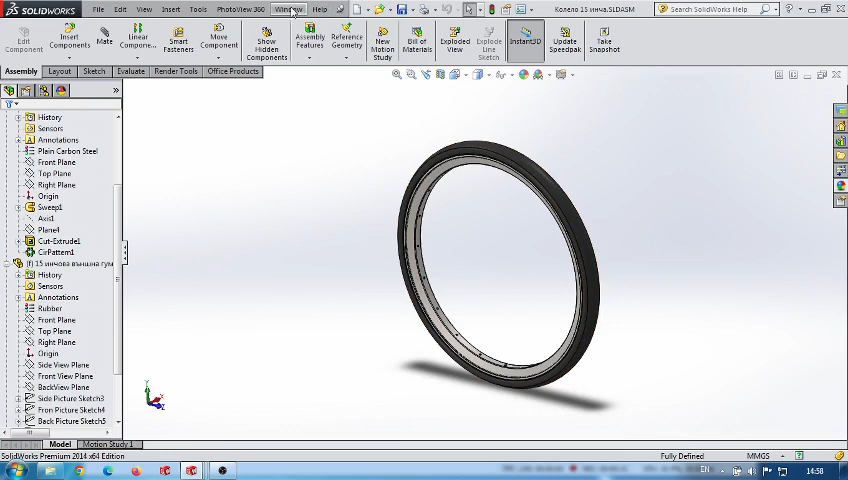 SOLIDWORKS File Edit View Insert Tools PhotoView 360 Window Help Колело 15 инча.SLDASM Search SolidWorks Help
Edit Component
Insert Components
Mate
Linear Component...
Smart Fasteners
Move Component
Show Hidden Components
Assembly Features
Reference Geometry
New Motion Study
Bill of Materials
Exploded View
Explode Line Sketch
Instant3D
Update Speedpak
Take Snapshot
Assembly Layout Sketch Evaluate Render Tools Office Products
History
Sensors
Annotations
Plain Carbon Steel
Front Plane
Top Plane
Right Plane
Origin
Sweep1
Axis1
Plane4
Cut-Extrude1
CirPattern1
(f) 15 инчова външна гум
History
Sensors
Annotations
Rubber
Front Plane
Top Plane
Right Plane
Origin
Side View Plane
Front View Plane
BackView Plane
Side Picture Sketch3
Fron Picture Sketch4
Back Picture Sketch5
Y
X
Z
Model Motion Study 1
SolidWorks Premium 2014 x64 Edition Fully Defined MMGS
EN 14:58